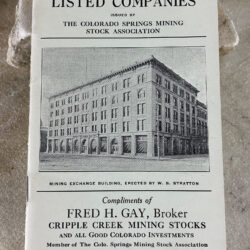 LISTED COMPANIES
ISSUED BY
THE COLORADO SPRINGS MINING
STOCK ASSOCIATION
MINING EXCHANGE BUILDING, ERECTED BY W. S. STRATTON
Compliments of
FRED H. GAY, Broker
CRIPPLE CREEK MINING STOCKS
AND ALL GOOD COLORADO INVESTMENTS
Member of The Colo. Springs Mining Stock Association